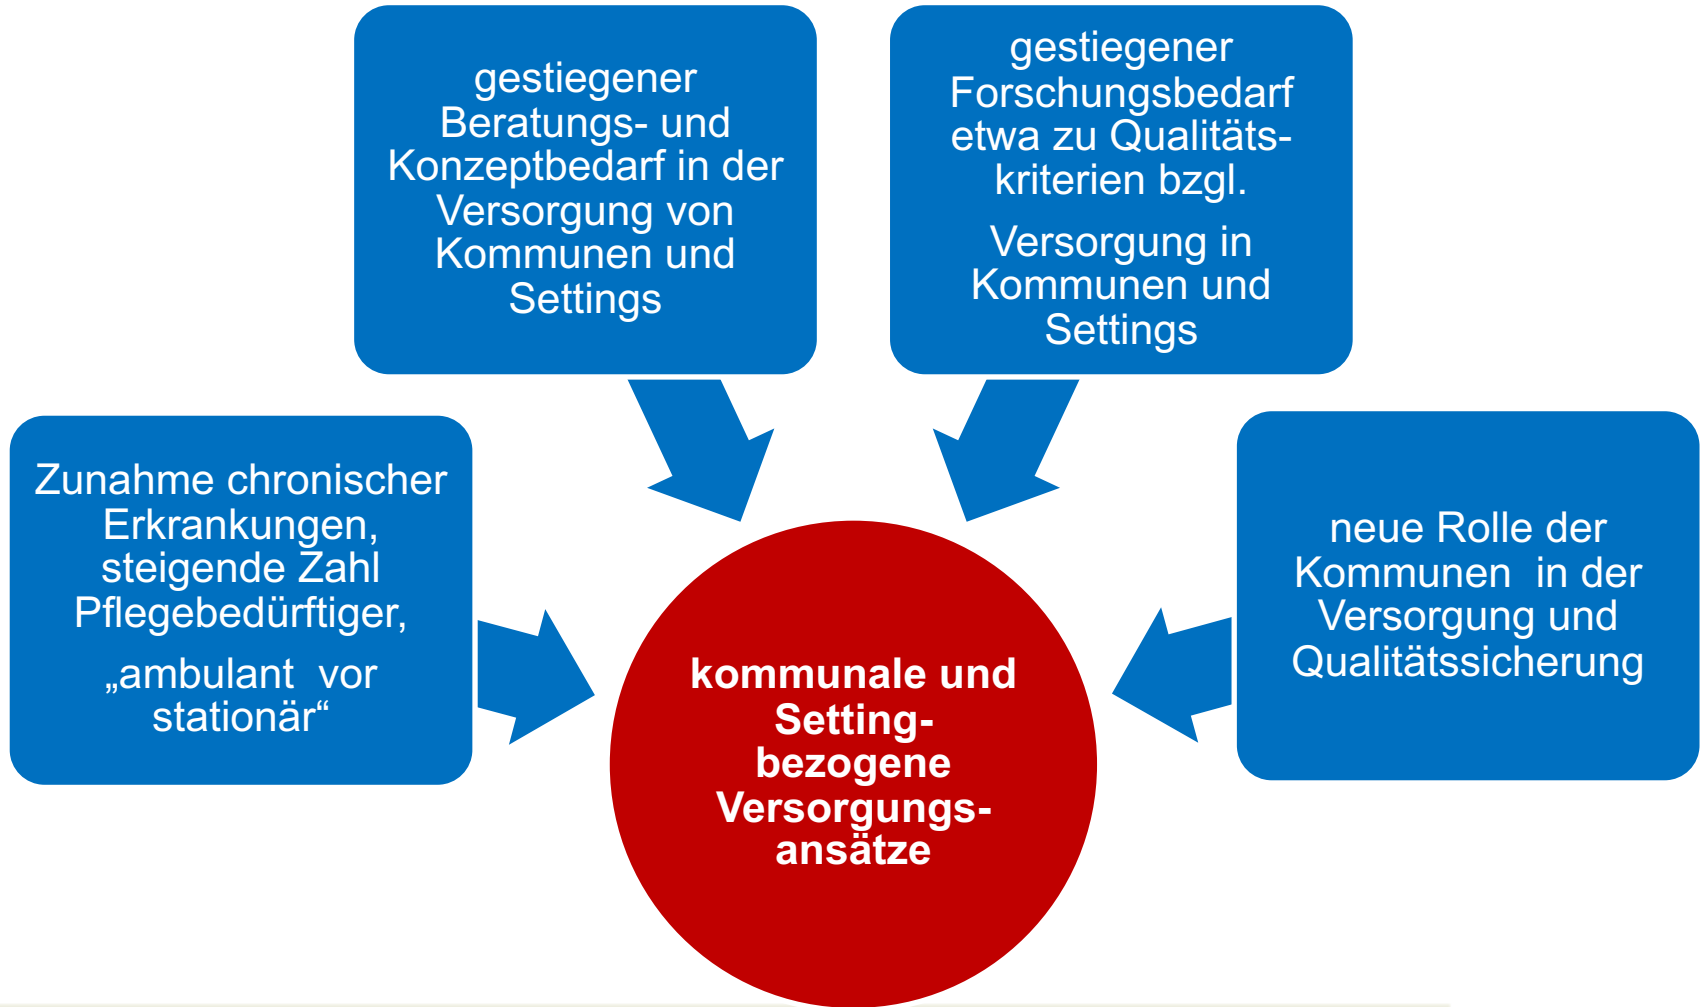 gestiegener
Beratungs- und
Konzeptbedarf in der
Versorgung von
Kommunen und
Settings
gestiegener
Forschungsbedarf
etwa zu Qualitäts-
kriterien bzgl.
Versorgung in
Kommunen und
Settings
Zunahme chronischer
Erkrankungen,
steigende Zahl
Pflegebedürftiger,
„ambulant  vor
stationär“
neue Rolle der
Kommunen  in der
Versorgung und
Qualitätssicherung
kommunale und
Setting-
bezogene
Versorgungs-
ansätze